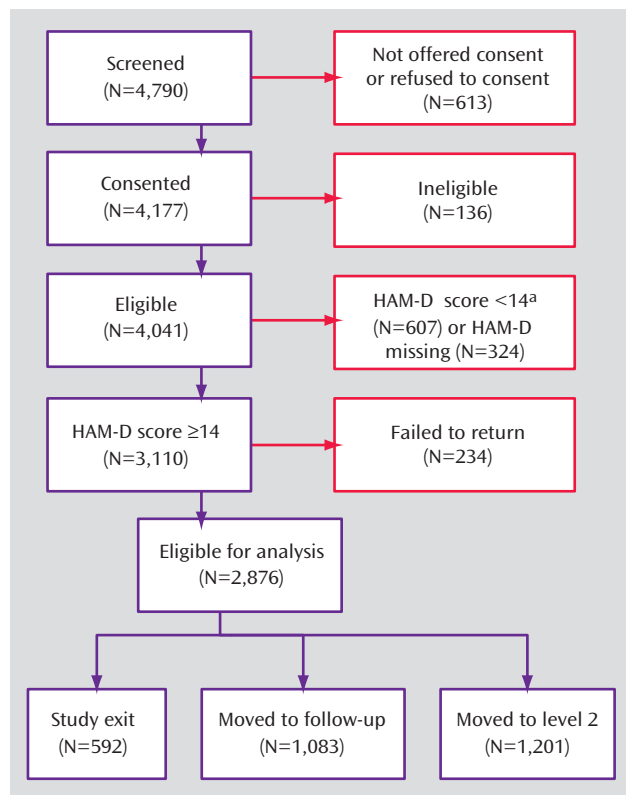 Screened
(N=4,790)
Not offered consent
or refused to consent
(N=613)
Consented
(N=4,177)
Ineligible
(N=136)
Eligible
(N=4,041)
HAM-D score <14ᵃ
(N=607) or HAM-D
missing (N=324)
HAM-D score ≥14
(N=3,110)
Failed to return
(N=234)
Eligible for analysis
(N=2,876)
Study exit
(N=592)
Moved to follow-up
(N=1,083)
Moved to level 2
(N=1,201)